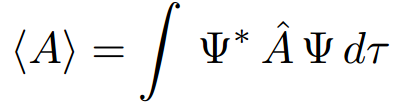 ⟨A⟩ = ∫ Ψ* Â Ψ dτ